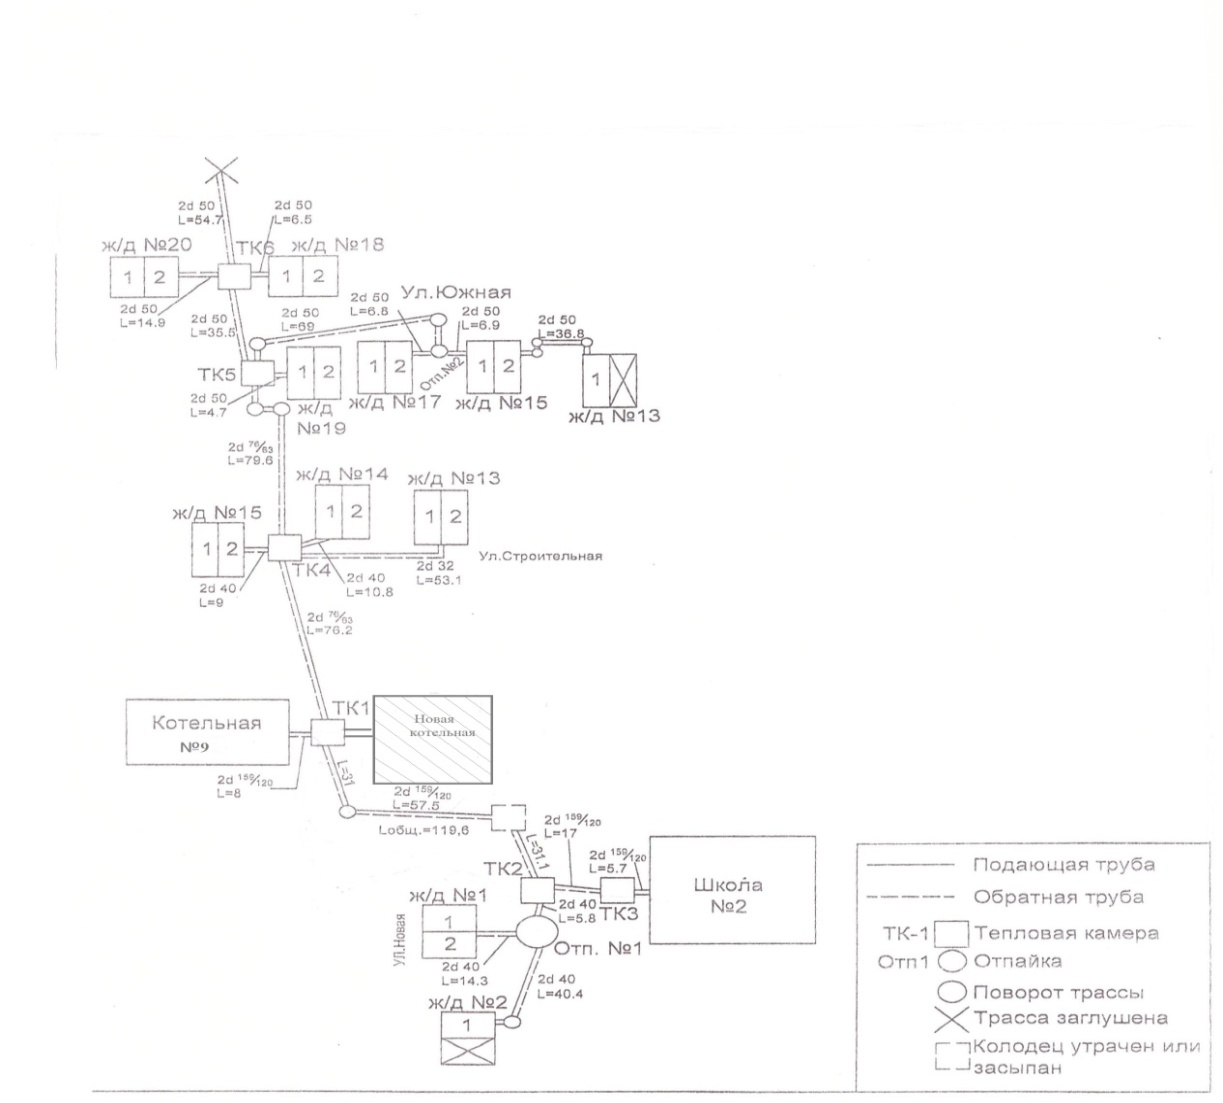 2d 50
L=54.7
2d 50
L=6.5
ж/д №20
ТК6
ж/д №18
1
2
1
2
2d 50
L=14.9
2d 50
L=35.5
2d 50
L=69
2d 50
L=6.8
Ул.Южная
2d 50
L=6.9
2d 50
L=36.8
ТК5
1
2
1
2
Отп.№2
1
2
1
2d 50
L=4.7
ж/д
№19
ж/д №17
ж/д №15
ж/д №13
2d 76/63
L=79.6
ж/д №14
ж/д №13
1
2
1
2
ж/д №15
1
2
ТК4
Ул.Строительная
2d 40
L=9
2d 40
L=10.8
2d 32
L=53.1
2d 76/63
L=76.2
ТК1
Котельная
№9
Новая
котельная
2d 159/120
L=8
L=31
2d 159/120
L=57.5
Lобщ.=119,6
2d 159/120
L=17
L=31.1
2d 159/120
L=5.7
ТК2
ТК3
Школа
№2
ж/д №1
1
2
2d 40
L=5.8
Ул.Новая
Отп. №1
2d 40
L=14.3
2d 40
L=40.4
ж/д №2
1
Подающая труба
Обратная труба
ТК-1
Тепловая камера
Отп1
Отпайка
Поворот трассы
Трасса заглушена
Колодец утрачен или
засыпан